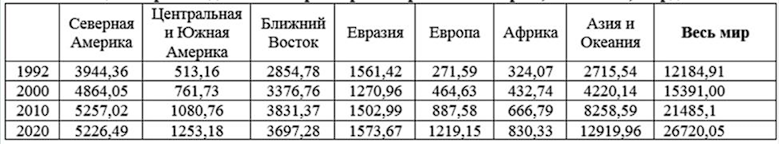 Северная Америка | Центральная и Южная Америка | Ближний Восток | Евразия | Европа | Африка | Азия и Океания | Весь мир
1992 | 3944,36 | 513,16 | 2854,78 | 1561,42 | 271,59 | 324,07 | 2715,54 | 12184,91
2000 | 4864,05 | 761,73 | 3376,76 | 1270,96 | 464,63 | 432,74 | 4220,14 | 15391,00
2010 | 5257,02 | 1080,76 | 3831,37 | 1502,99 | 887,58 | 666,79 | 8258,59 | 21485,1
2020 | 5226,49 | 1253,18 | 3697,28 | 1573,67 | 1219,15 | 830,33 | 12919,96 | 26720,05